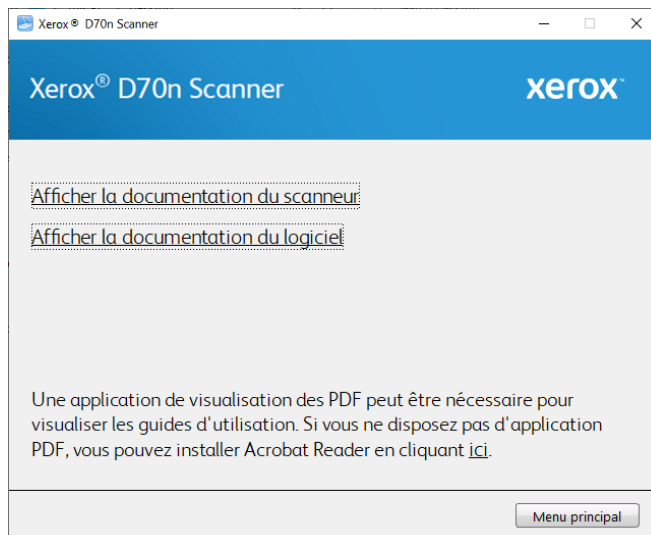 Xerox® D70n Scanner
Xerox® D70n Scanner
xerox™
Afficher la documentation du scanneur
Afficher la documentation du logiciel
Une application de visualisation des PDF peut être nécessaire pour
visualiser les guides d'utilisation. Si vous ne disposez pas d'application
PDF, vous pouvez installer Acrobat Reader en cliquant ici.
Menu principal